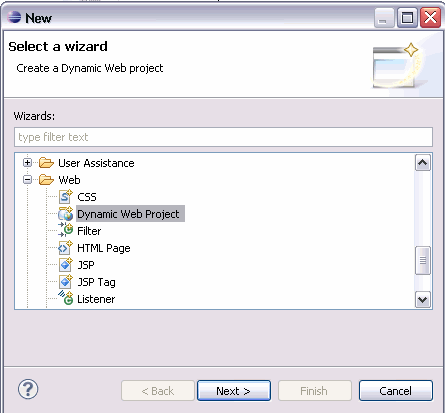 New
Select a wizard
Create a Dynamic Web project
Wizards:
type filter text
User Assistance
Web
CSS
Dynamic Web Project
Filter
HTML Page
JSP
JSP Tag
Listener
< Back Next > Finish Cancel